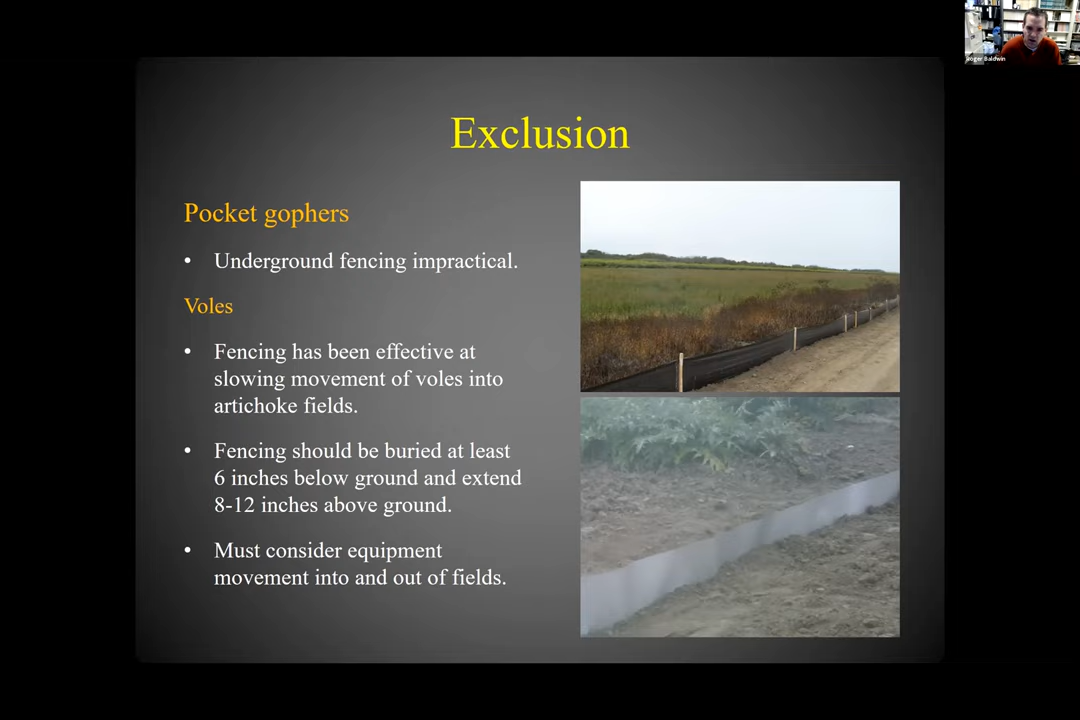 Roger Baldwin
Exclusion
Pocket gophers
• Underground fencing impractical.
Voles
• Fencing has been effective at
slowing movement of voles into
artichoke fields.
• Fencing should be buried at least
6 inches below ground and extend
8-12 inches above ground.
• Must consider equipment
movement into and out of fields.